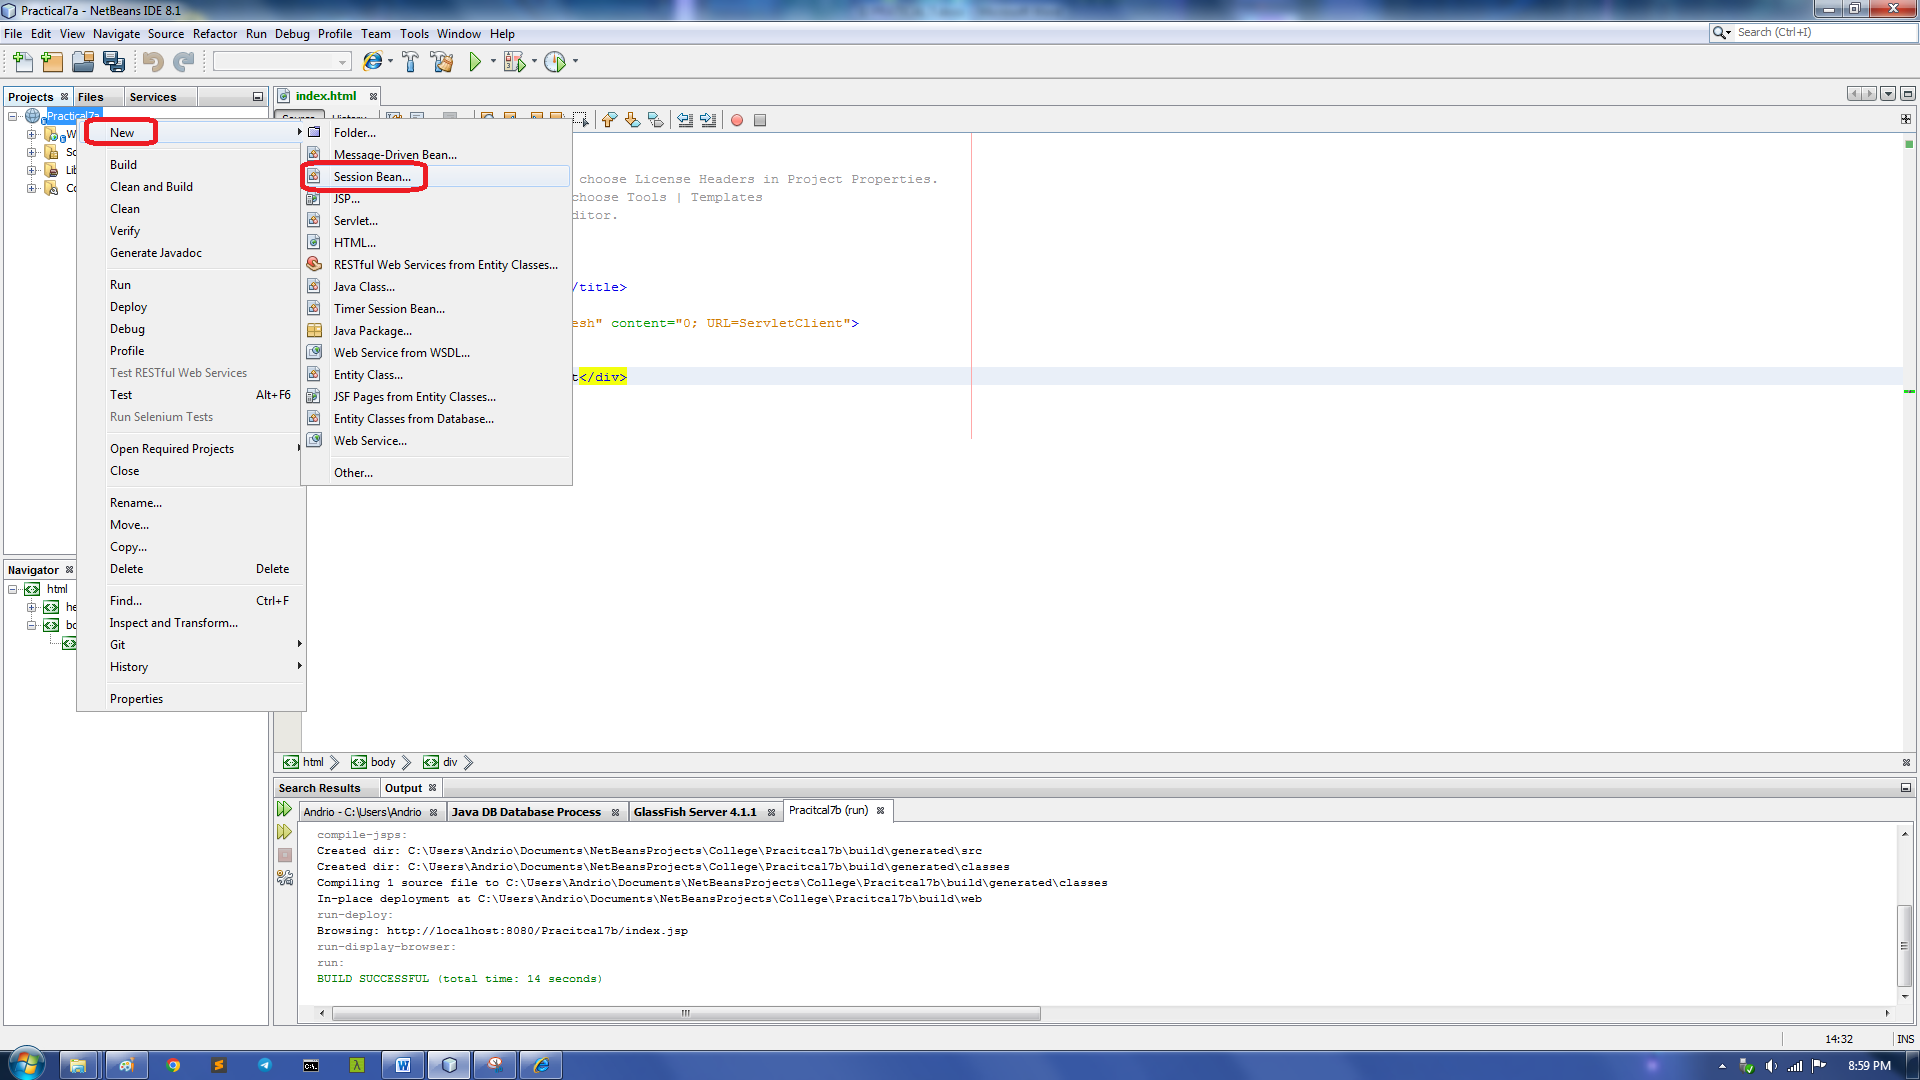 Practical7a - NetBeans IDE 8.1
File Edit View Navigate Source Refactor Run Debug Profile Team Tools Window Help
Search (Ctrl+I)
Projects Files Services
index.html
Practical7a
New
Build
Clean and Build
Clean
Verify
Generate Javadoc
Run
Deploy
Debug
Profile
Test RESTful Web Services
Test Alt+F6
Run Selenium Tests
Open Required Projects
Close
Rename...
Move...
Copy...
Delete Delete
Find... Ctrl+F
Inspect and Transform...
Git
History
Properties
Folder...
Message-Driven Bean...
Session Bean...
JSP...
Servlet...
HTML...
RESTful Web Services from Entity Classes...
Java Class...
Timer Session Bean...
Java Package...
Web Service from WSDL...
Entity Class...
JSF Pages from Entity Classes...
Entity Classes from Database...
Web Service...
Other...
choose License Headers in Project Properties.
choose Tools | Templates
ditor.
/title>
esh" content="0; URL=ServletClient">
t</div>
Navigator
html
html body div
Search Results Output
Andrio - C:\Users\Andrio Java DB Database Process GlassFish Server 4.1.1 Pracitcal7b (run)
compile-jsps:
Created dir: C:\Users\Andrio\Documents\NetBeansProjects\College\Pracitcal7b\build\generated\src
Created dir: C:\Users\Andrio\Documents\NetBeansProjects\College\Pracitcal7b\build\generated\classes
Compiling 1 source file to C:\Users\Andrio\Documents\NetBeansProjects\College\Pracitcal7b\build\generated\classes
In-place deployment at C:\Users\Andrio\Documents\NetBeansProjects\College\Pracitcal7b\build\web
run-deploy:
Browsing: http://localhost:8080/Pracitcal7b/index.jsp
run-display-browser:
run:
BUILD SUCCESSFUL (total time: 14 seconds)
14:32 INS
8:59 PM